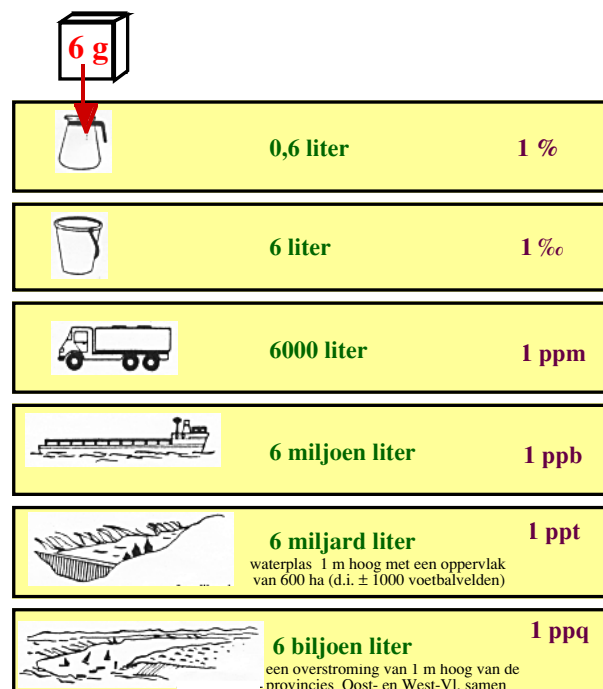 6 g
0,6 liter 1 %
6 liter 1 ‰
6000 liter 1 ppm
6 miljoen liter 1 ppb
6 miljard liter 1 ppt
waterplas 1 m hoog met een oppervlak
van 600 ha (d.i. ± 1000 voetbalvelden)
6 biljoen liter 1 ppq
een overstroming van 1 m hoog van de
provincies Oost- en West-Vl. samen